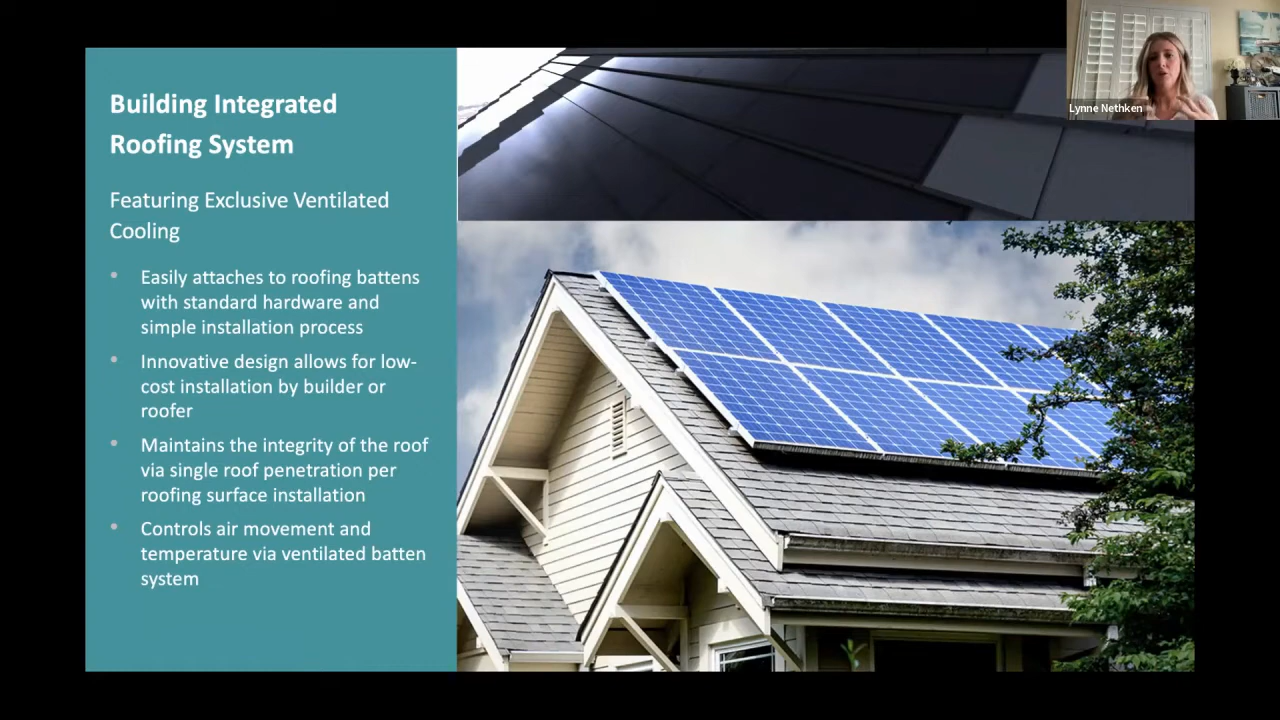 Building Integrated
Roofing System
Featuring Exclusive Ventilated
Cooling
• Easily attaches to roofing battens
with standard hardware and
simple installation process
• Innovative design allows for low-
cost installation by builder or
roofer
• Maintains the integrity of the roof
via single roof penetration per
roofing surface installation
• Controls air movement and
temperature via ventilated batten
system
Lynne Nethken